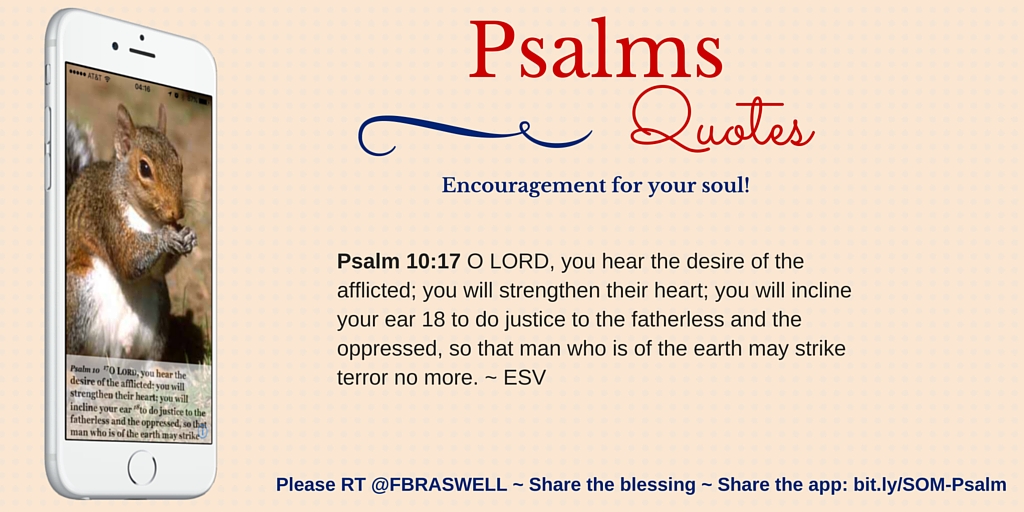 AT&T
04:16
Psalm 10 17O LORD, you hear the
desire of the afflicted; you will
strengthen their heart; you will
incline your ear 18to do justice to the
fatherless and the oppressed, so that
man who is of the earth may strike
Psalms
Quotes
Encouragement for your soul!
Psalm 10:17 O LORD, you hear the desire of the
afflicted; you will strengthen their heart; you will incline
your ear 18 to do justice to the fatherless and the
oppressed, so that man who is of the earth may strike
terror no more. ~ ESV
Please RT @FBRASWELL ~ Share the blessing ~ Share the app: bit.ly/SOM-Psalm